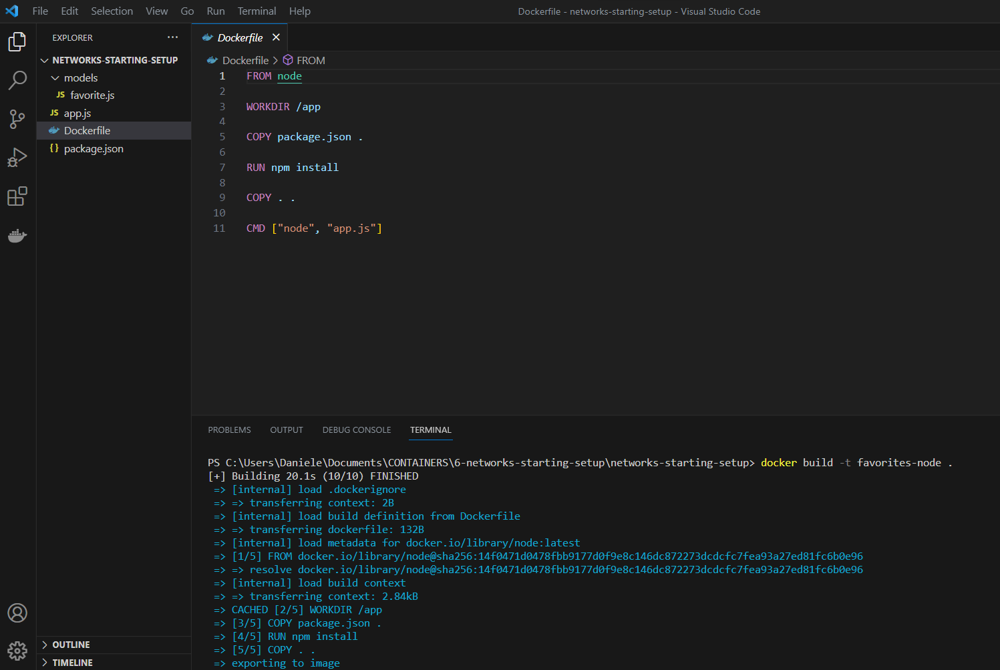 File Edit Selection View Go Run Terminal Help
Dockerfile - networks-starting-setup - Visual Studio Code
EXPLORER ...
NETWORKS-STARTING-SETUP
models
JS favorite.js
JS app.js
Dockerfile
{} package.json
OUTLINE
TIMELINE
Dockerfile
Dockerfile > FROM
1 FROM node
2
3 WORKDIR /app
4
5 COPY package.json .
6
7 RUN npm install
8
9 COPY . .
10
11 CMD ["node", "app.js"]
PROBLEMS OUTPUT DEBUG CONSOLE TERMINAL
PS C:\Users\Daniele\Documents\CONTAINERS\6-networks-starting-setup\networks-starting-setup> docker build -t favorites-node .
[+] Building 20.1s (10/10) FINISHED
=> [internal] load .dockerignore
=> => transferring context: 2B
=> [internal] load build definition from Dockerfile
=> => transferring dockerfile: 132B
=> [internal] load metadata for docker.io/library/node:latest
=> [1/5] FROM docker.io/library/node@sha256:14f0471d0478fbb9177d0f9e8c146dc872273dcdcfc7fea93a27ed81fc6b0e96
=> => resolve docker.io/library/node@sha256:14f0471d0478fbb9177d0f9e8c146dc872273dcdcfc7fea93a27ed81fc6b0e96
=> [internal] load build context
=> => transferring context: 2.84kB
=> CACHED [2/5] WORKDIR /app
=> [3/5] COPY package.json .
=> [4/5] RUN npm install
=> [5/5] COPY . .
=> exporting to image